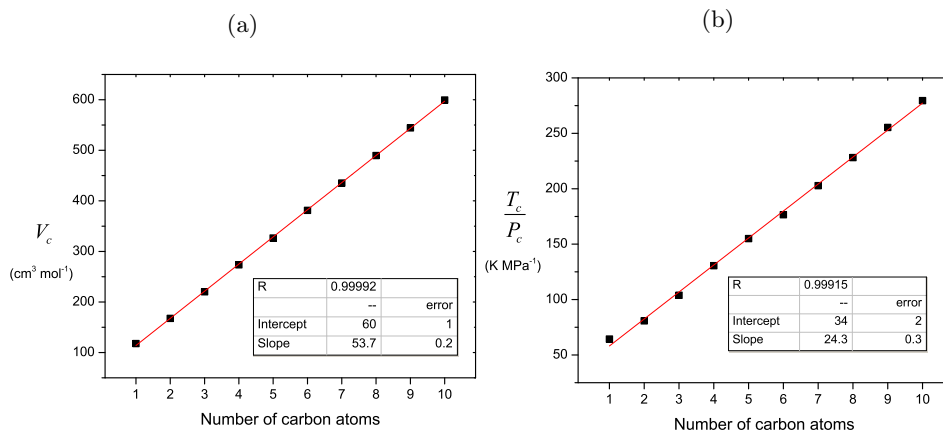 (a)
600
500
400
300
200
100
V_c
(cm³ mol⁻¹)
R 0.99992
-- error
Intercept 60 1
Slope 53.7 0.2
1 2 3 4 5 6 7 8 9 10
Number of carbon atoms
(b)
300
250
200
150
100
50
T_c
P_c
(K MPa⁻¹)
R 0.99915
-- error
Intercept 34 2
Slope 24.3 0.3
1 2 3 4 5 6 7 8 9 10
Number of carbon atoms